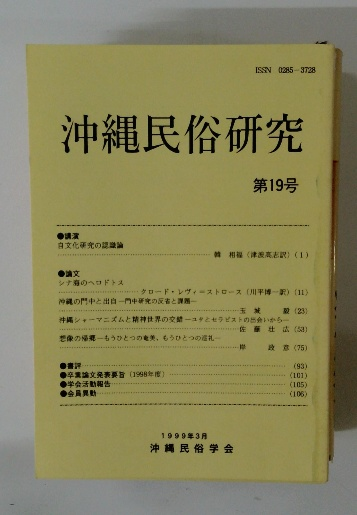 ISSN 0285-3728
沖縄民俗研究
第19号
●講演
自文化研究の認識論
韓 相福（津波高志訳）(1)
●論文
シナ海のヘロドトス
クロード・レヴィ＝ストロース（川平博一訳）(11)
沖縄の門中と出自―門中研究の反省と課題―
玉城 毅(23)
沖縄シャーマニズムと精神世界の交錯―ユタとセラピストの出会いから―
佐藤 壮広(53)
想像の帰郷―もうひとつの奄美、もうひとつの巡礼―
岸 政彦(75)
●書評(93)
●卒業論文発表要旨（1998年度）(101)
●学会活動報告(105)
●会員異動(106)
1999年3月
沖縄民俗学会